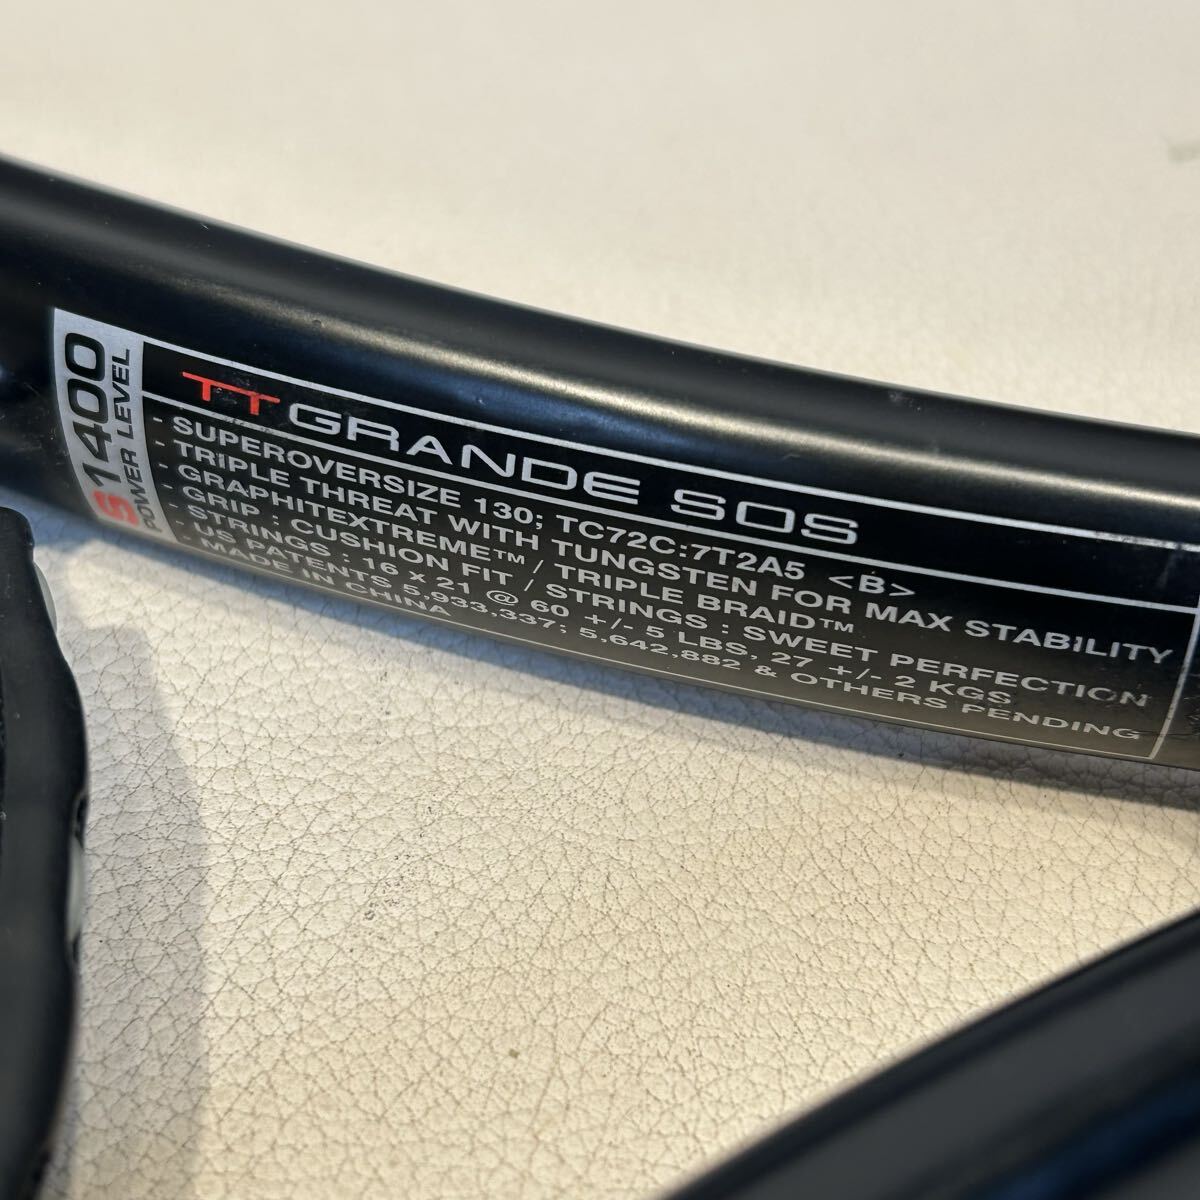 S1400
POWER LEVEL
TT GRANDE SOS
- SUPEROVERSIZE 130; TC72C:7T2A5 <B>
- TRIPLE THREAT WITH TUNGSTEN FOR MAX STABILITY
- GRAPHITEXTREME™ / TRIPLE BRAID™
- GRIP : CUSHION FIT / STRINGS : SWEET PERFECTION
- STRINGS : 16 x 21 @ 60 +/- 5 LBS, 27 +/- 2 KGS
- US PATENTS 5,933,337; 5,642,882 & OTHERS PENDING
- MADE IN CHINA